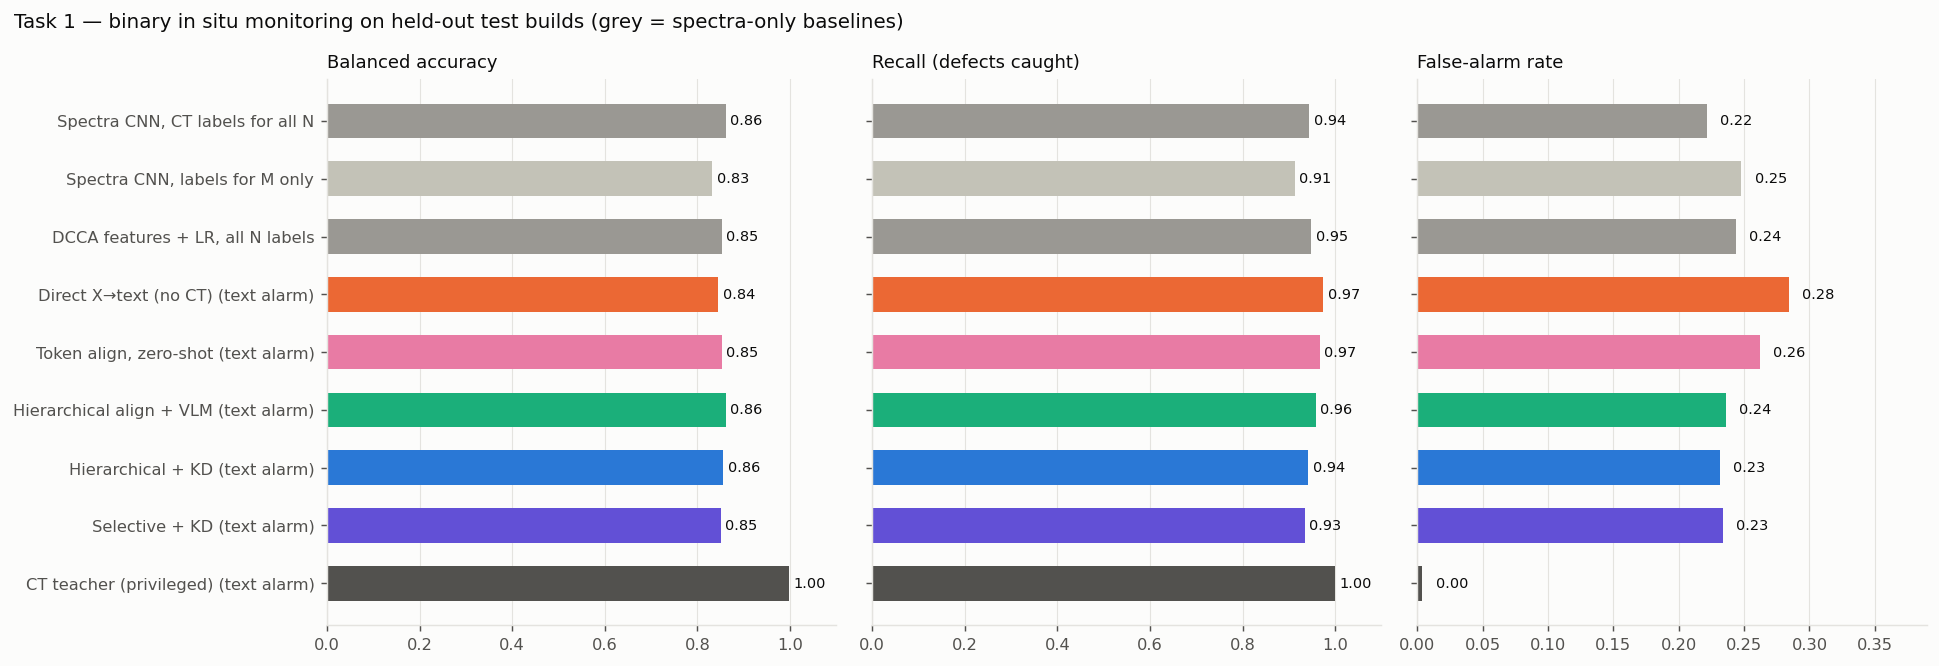 Task 1 — binary in situ monitoring on held-out test builds (grey = spectra-only baselines)
Balanced accuracy
Recall (defects caught)
False-alarm rate
Spectra CNN, CT labels for all N
0.86
0.94
0.22
Spectra CNN, labels for M only
0.83
0.91
0.25
DCCA features + LR, all N labels
0.85
0.95
0.24
Direct X→text (no CT) (text alarm)
0.84
0.97
0.28
Token align, zero-shot (text alarm)
0.85
0.97
0.26
Hierarchical align + VLM (text alarm)
0.86
0.96
0.24
Hierarchical + KD (text alarm)
0.86
0.94
0.23
Selective + KD (text alarm)
0.85
0.93
0.23
CT teacher (privileged) (text alarm)
1.00
1.00
0.00
0.0 0.2 0.4 0.6 0.8 1.0
0.0 0.2 0.4 0.6 0.8 1.0
0.00 0.05 0.10 0.15 0.20 0.25 0.30 0.35